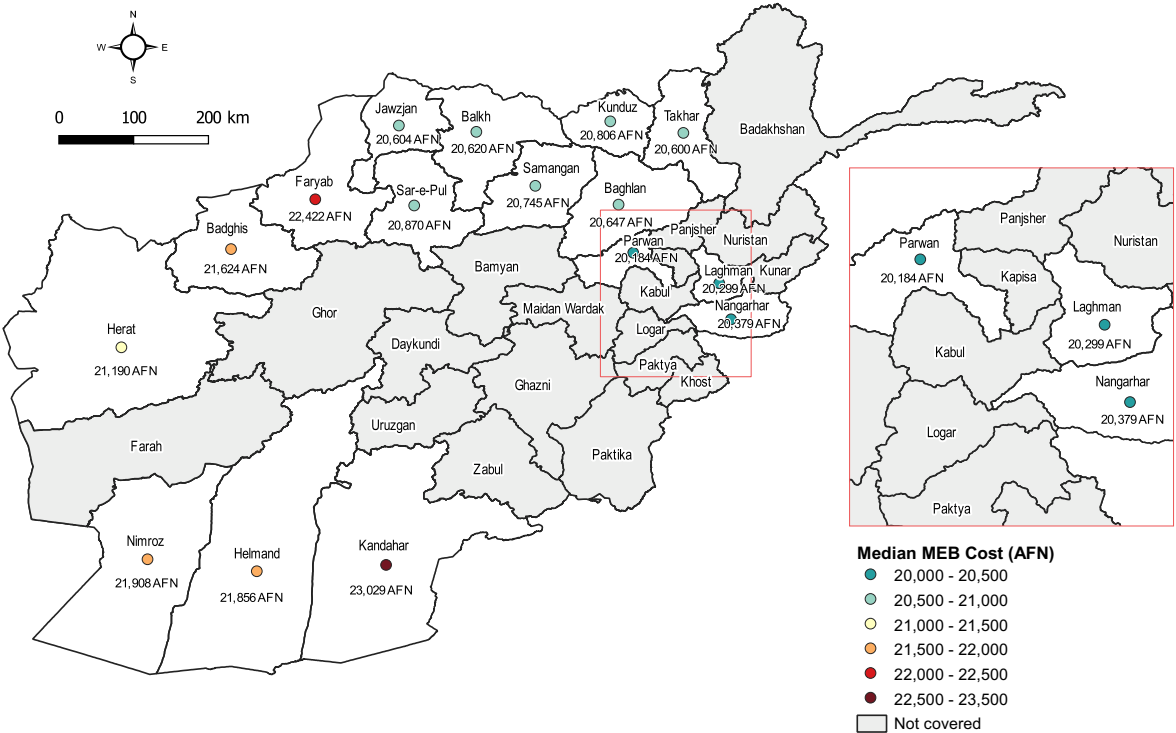 N
W E
S
0 100 200 km
Jawzjan
20,604 AFN
Balkh
20,620 AFN
Kunduz
20,806 AFN
Takhar
20,600 AFN
Badakhshan
Faryab
22,422 AFN
Sar-e-Pul
20,870 AFN
Samangan
20,745 AFN
Baghlan
20,647 AFN
Badghis
21,624 AFN
Panjsher
Parwan
20,184 AFN
Nuristan
Bamyan
Laghman
20,299 AFN
Kunar
Kabul
Nangarhar
20,379 AFN
Ghor
Maidan Wardak
Herat
21,190 AFN
Logar
Daykundi
Paktya
Khost
Ghazni
Uruzgan
Farah
Zabul
Paktika
Nimroz
21,908 AFN
Helmand
21,856 AFN
Kandahar
23,029 AFN
Panjsher
Nuristan
Parwan
20,184 AFN
Kapisa
Laghman
20,299 AFN
Kabul
Nangarhar
20,379 AFN
Logar
Paktya
Median MEB Cost (AFN)
20,000 - 20,500
20,500 - 21,000
21,000 - 21,500
21,500 - 22,000
22,000 - 22,500
22,500 - 23,500
Not covered